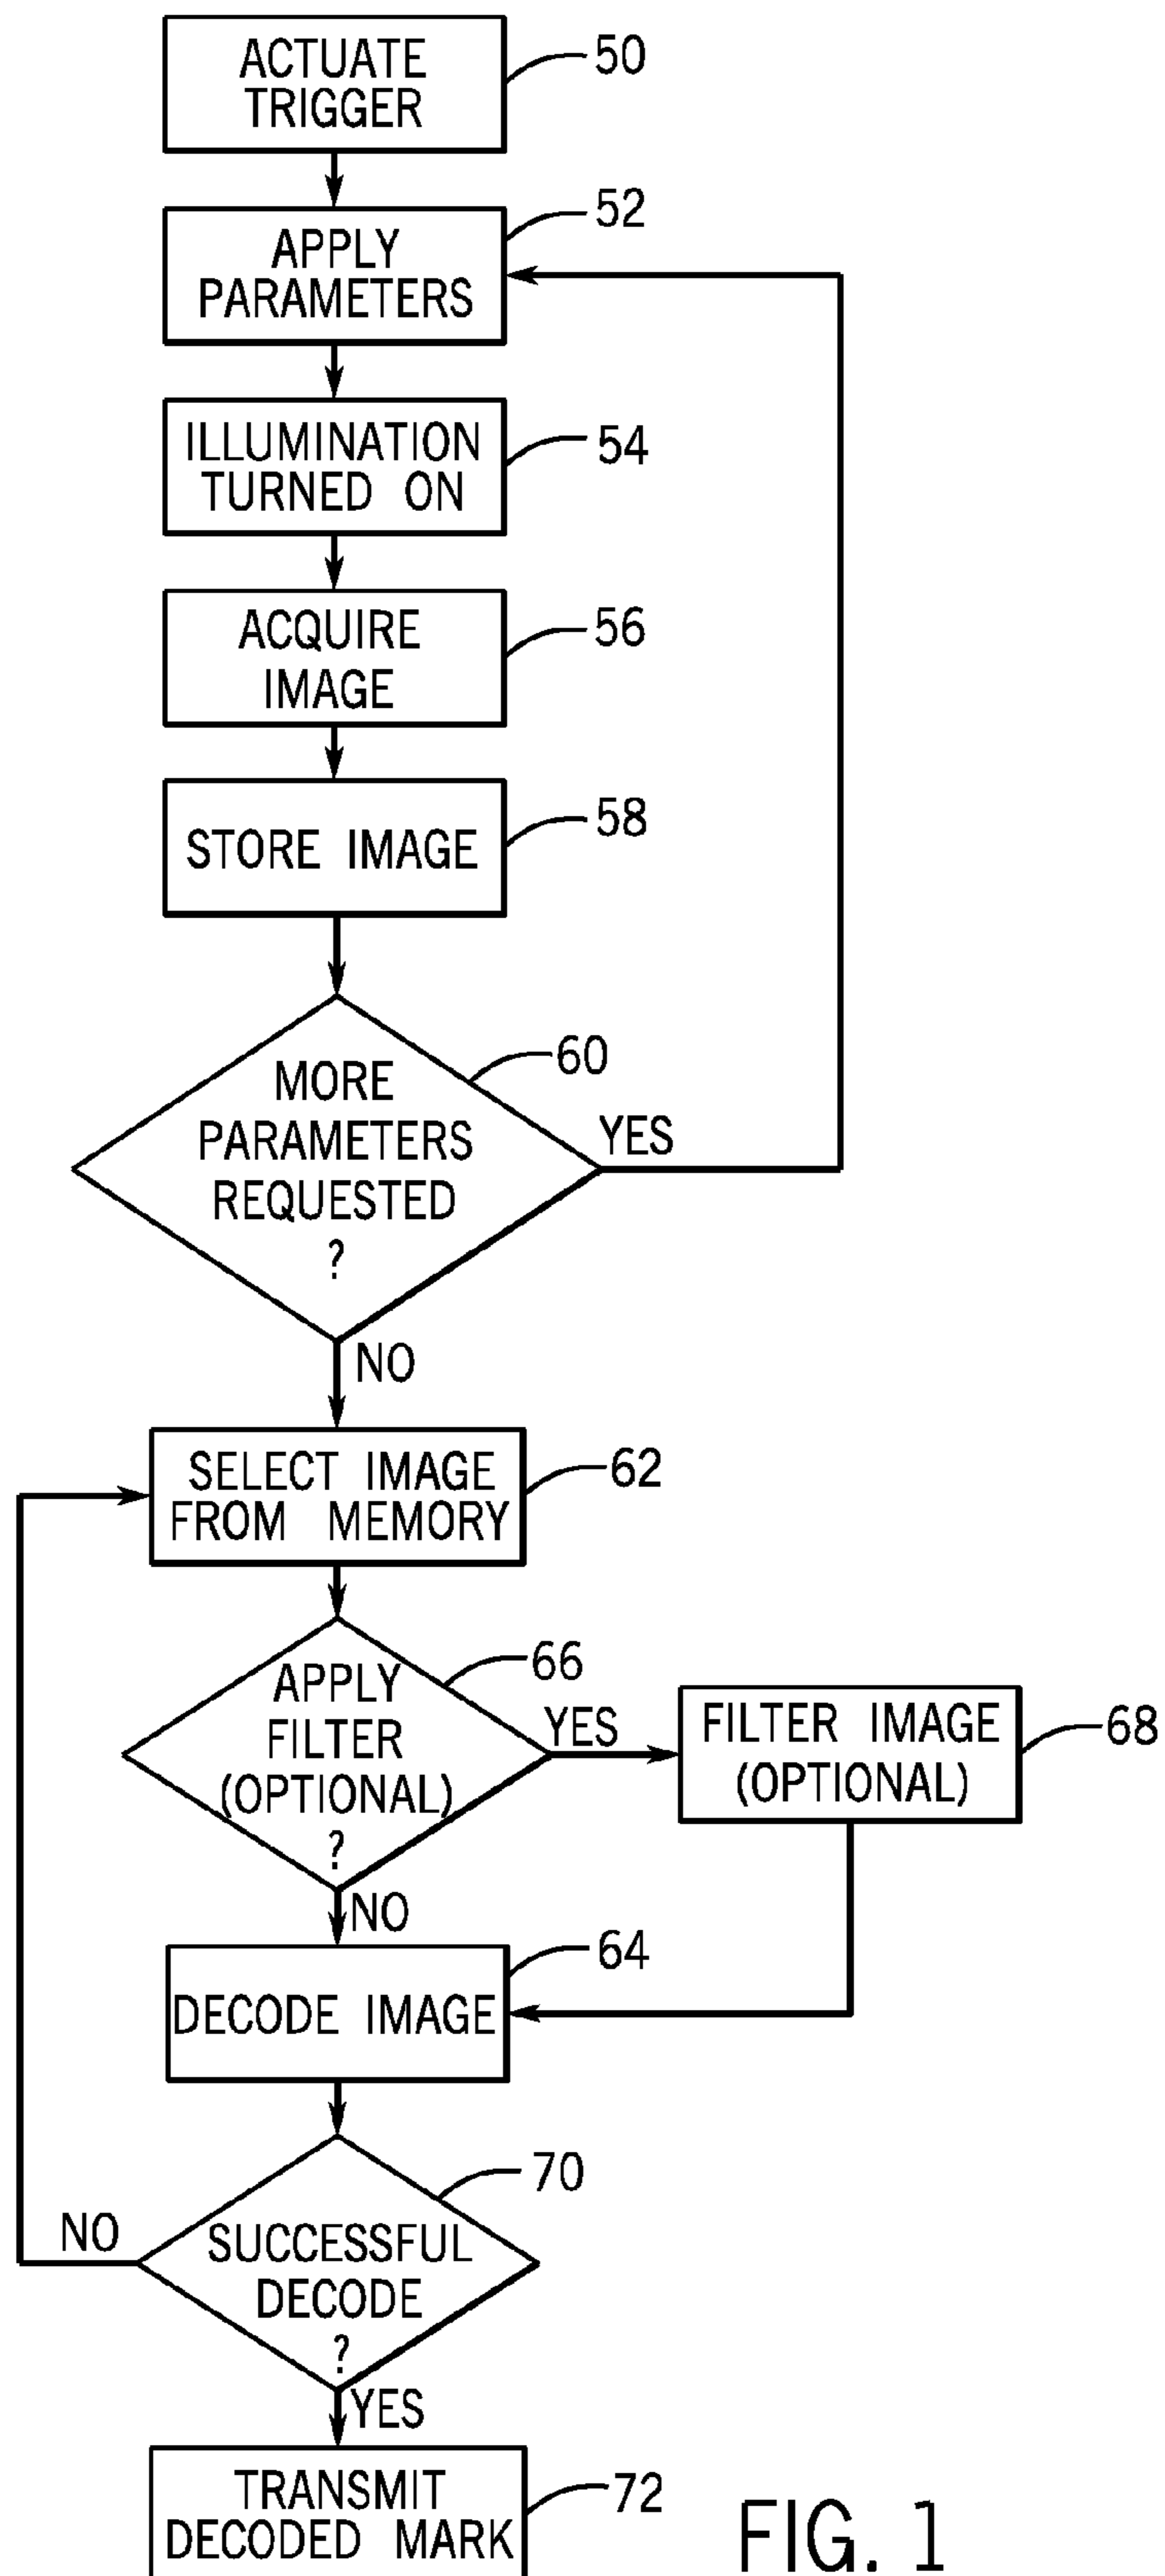 ACTUATE
TRIGGER
50
APPLY
PARAMETERS
52
ILLUMINATION
TURNED ON
54
ACQUIRE
IMAGE
56
STORE IMAGE
58
MORE
PARAMETERS
REQUESTED
?
60
YES
NO
SELECT IMAGE
FROM MEMORY
62
APPLY
FILTER
(OPTIONAL)
?
66
YES
FILTER IMAGE
(OPTIONAL)
68
NO
DECODE IMAGE
64
SUCCESSFUL
DECODE
?
70
NO
YES
TRANSMIT
DECODED MARK
72
FIG. 1